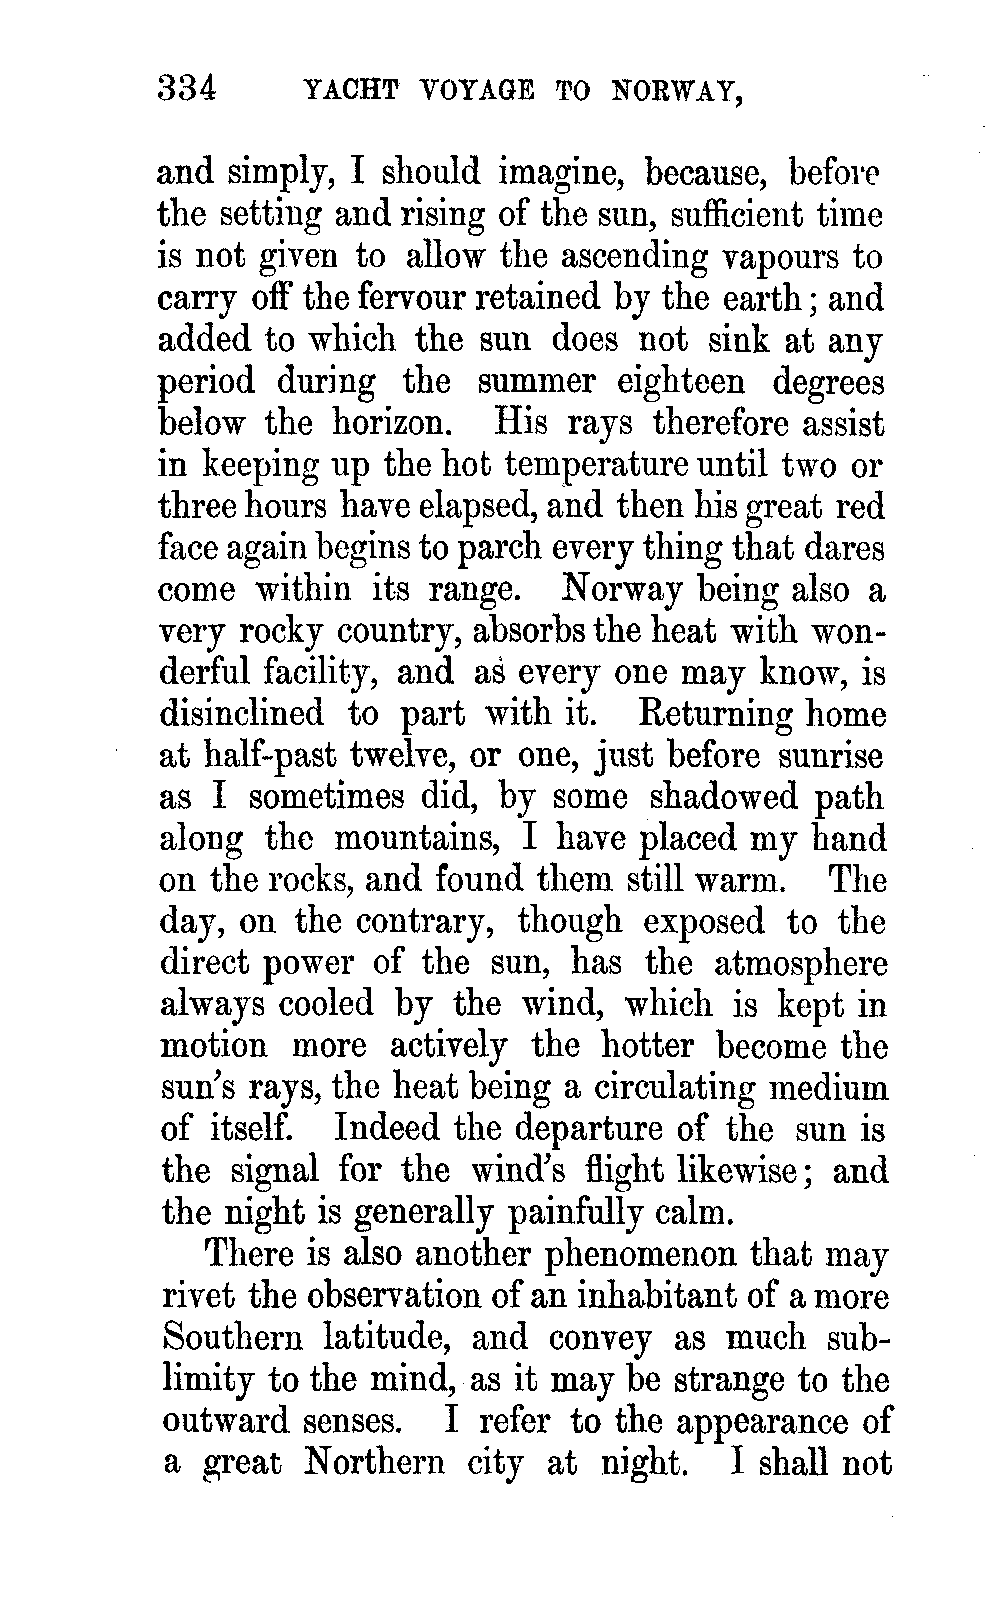 334 YACHT VOYAGE TO NORWAY,
and simply, I should imagine, because, before
the setting and rising of the sun, sufficient time
is not given to allow the ascending vapours to
carry off the fervour retained by the earth; and
added to which the sun does not sink at any
period during the summer eighteen degrees
below the horizon. His rays therefore assist
in keeping up the hot temperature until two or
three hours have elapsed, and then his great red
face again begins to parch every thing that dares
come within its range. Norway being also a
very rocky country, absorbs the heat with won-
derful facility, and as every one may know, is
disinclined to part with it. Returning home
at half-past twelve, or one, just before sunrise
as I sometimes did, by some shadowed path
along the mountains, I have placed my hand
on the rocks, and found them still warm. The
day, on the contrary, though exposed to the
direct power of the sun, has the atmosphere
always cooled by the wind, which is kept in
motion more actively the hotter become the
sun's rays, the heat being a circulating medium
of itself. Indeed the departure of the sun is
the signal for the wind's flight likewise; and
the night is generally painfully calm.
There is also another phenomenon that may
rivet the observation of an inhabitant of a more
Southern latitude, and convey as much sub-
limity to the mind, as it may be strange to the
outward senses. I refer to the appearance of
a great Northern city at night. I shall not